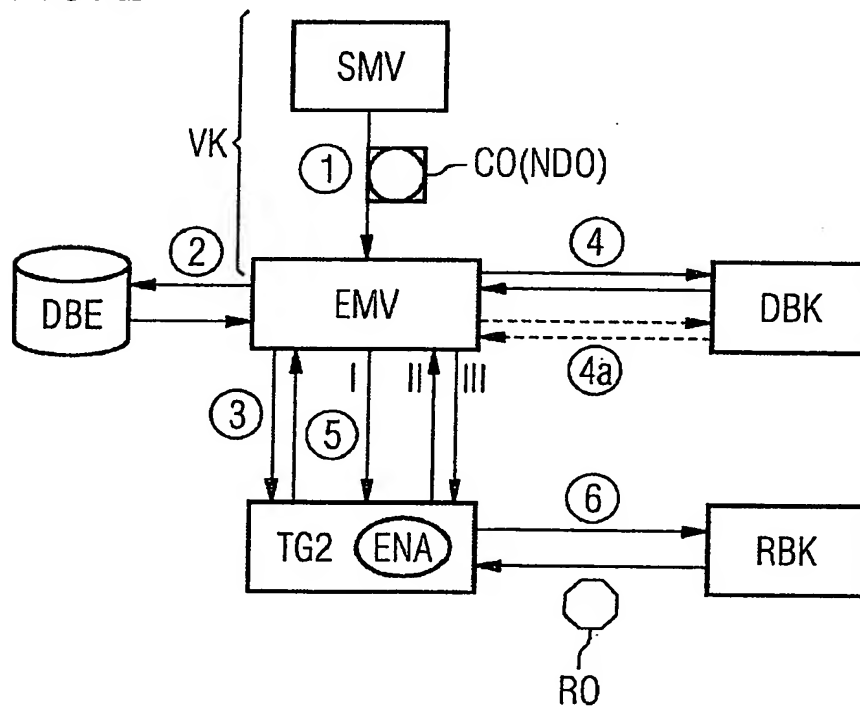 SMV
VK
1
CO(NDO)
2
4
DBE
EMV
DBK
4a
I
II
III
3
5
6
TG2
ENA
RBK
RO